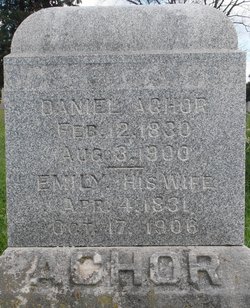 DANIEL ACHOR
FEB. 12, 1830
AUG. 3, 1900
EMILY HIS WIFE
APR. 4, 1831
OCT. 17, 1906
ACHOR